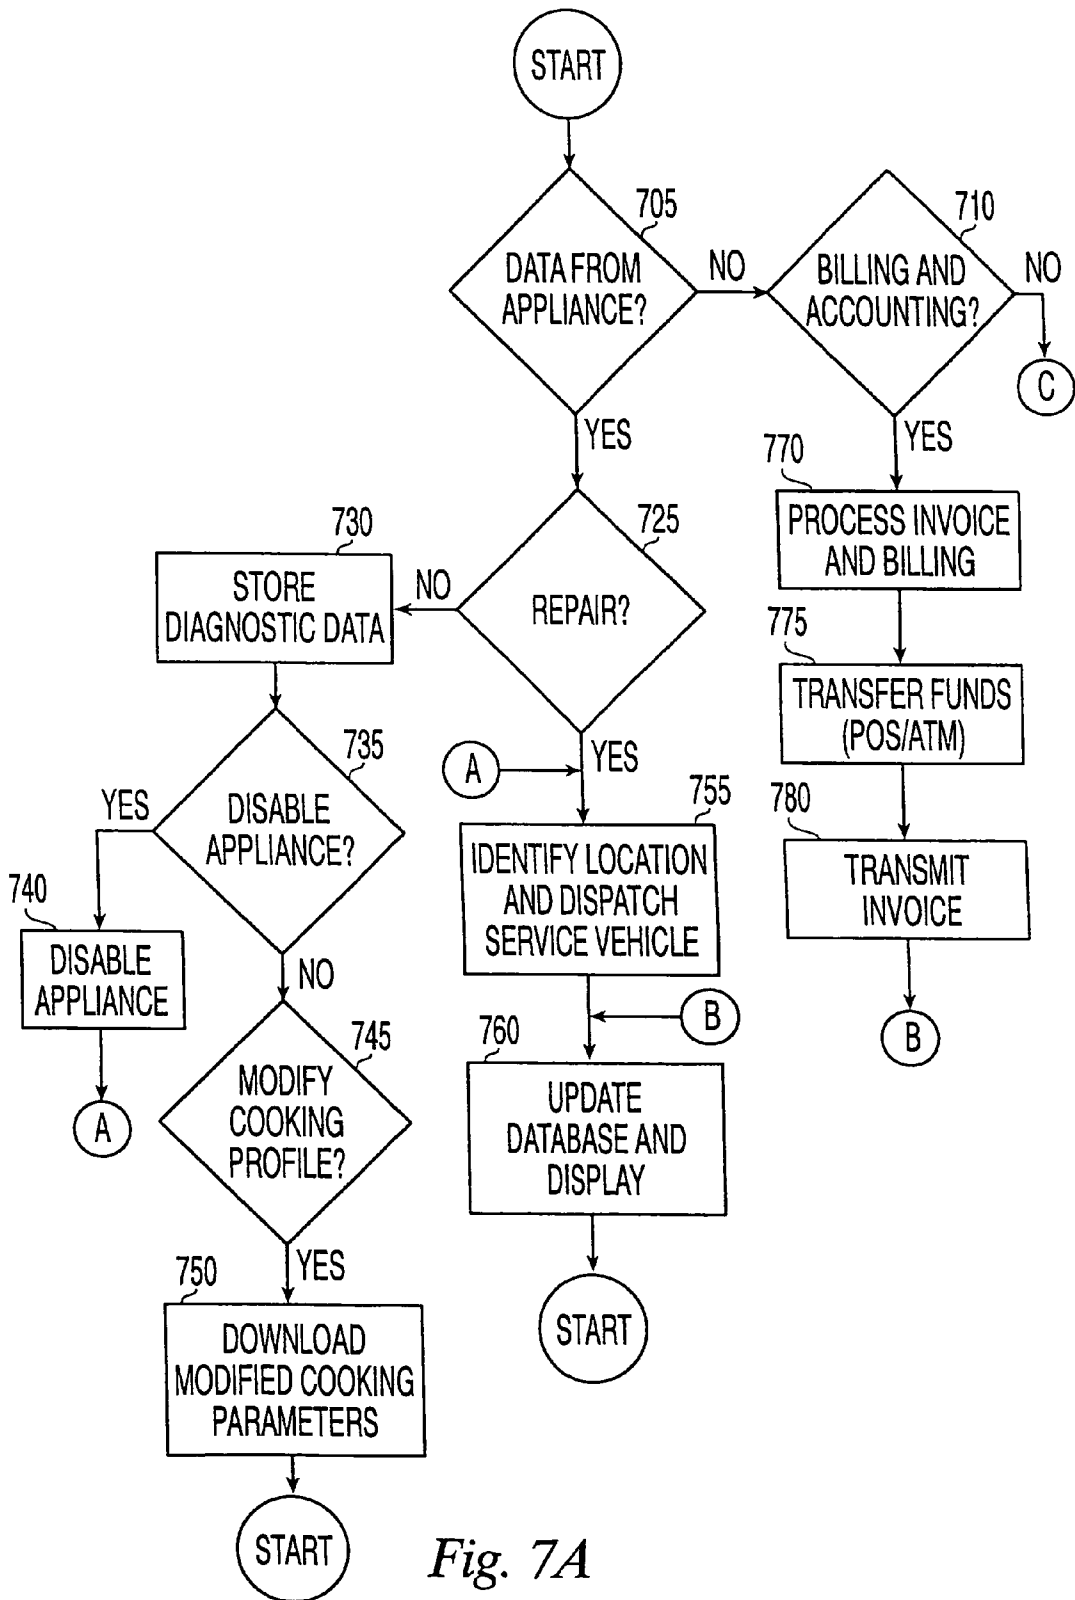 START
705
DATA FROM
APPLIANCE?
NO
710
BILLING AND
ACCOUNTING?
NO
C
YES
YES
770
PROCESS INVOICE
AND BILLING
725
REPAIR?
NO
730
STORE
DIAGNOSTIC DATA
775
TRANSFER FUNDS
(POS/ATM)
735
DISABLE
APPLIANCE?
YES
A
YES
755
IDENTIFY LOCATION
AND DISPATCH
SERVICE VEHICLE
780
TRANSMIT
INVOICE
740
DISABLE
APPLIANCE
NO
A
B
B
745
MODIFY
COOKING
PROFILE?
760
UPDATE
DATABASE AND
DISPLAY
YES
750
DOWNLOAD
MODIFIED COOKING
PARAMETERS
START
START
Fig. 7A